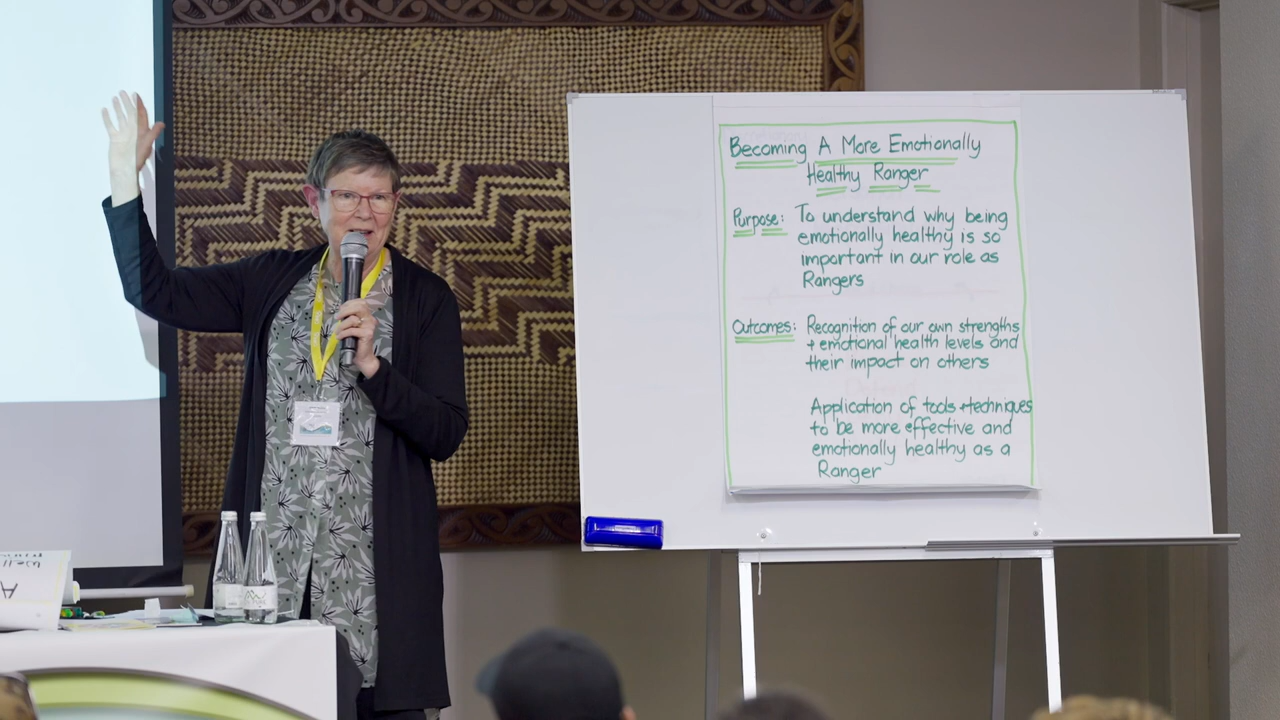 Becoming A More Emotionally
Healthy Ranger
Purpose: To understand why being
emotionally healthy is so
important in our role as
Rangers
Outcomes: Recognition of our own strengths
+ emotional health levels and
their impact on others
Application of tools + techniques
to be more effective and
emotionally healthy as a
Ranger